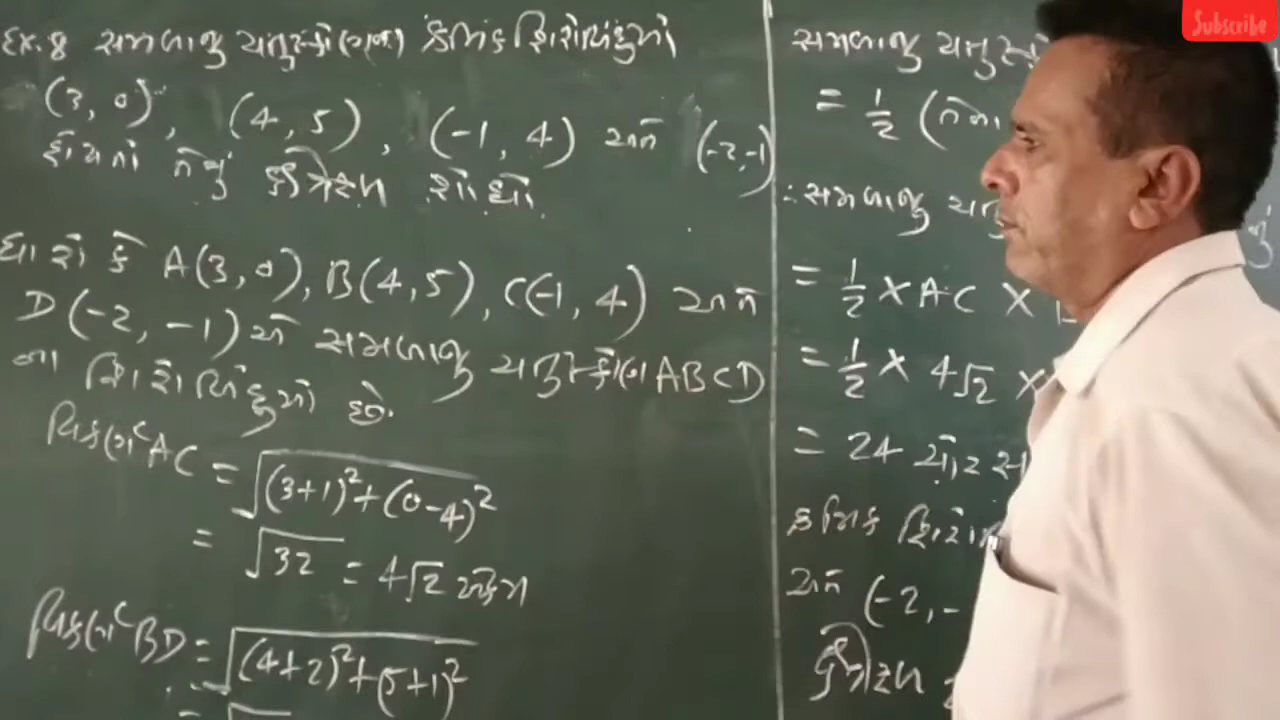 Ex. 8 સમબાજુ ચતુષ્કોણના ક્રમિક શિરોબિંદુઓ
(3, 0), (4, 5), (-1, 4) અને (-2, -1)
હોય તો તેનું ક્ષેત્રફળ શોધો
ધારો કે A(3, 0), B(4, 5), C(-1, 4) અને
D(-2, -1) એ સમબાજુ ચતુષ્કોણ ABCD
ના શિરોબિંદુઓ છે.
વિકર્ણ AC = √(3+1)²+(0-4)²
= √32 = 4√2 એકમ
વિકર્ણ BD = √(4+2)²+(5+1)²
=
સમબાજુ
= 1/2 (તેના
∴ સમબાજુ
= 1/2 × AC ×
= 1/2 × 4√2 ×
= 24
ક્રમિક
અને (-2, -
ક્ષેત્રફળ
Subscribe